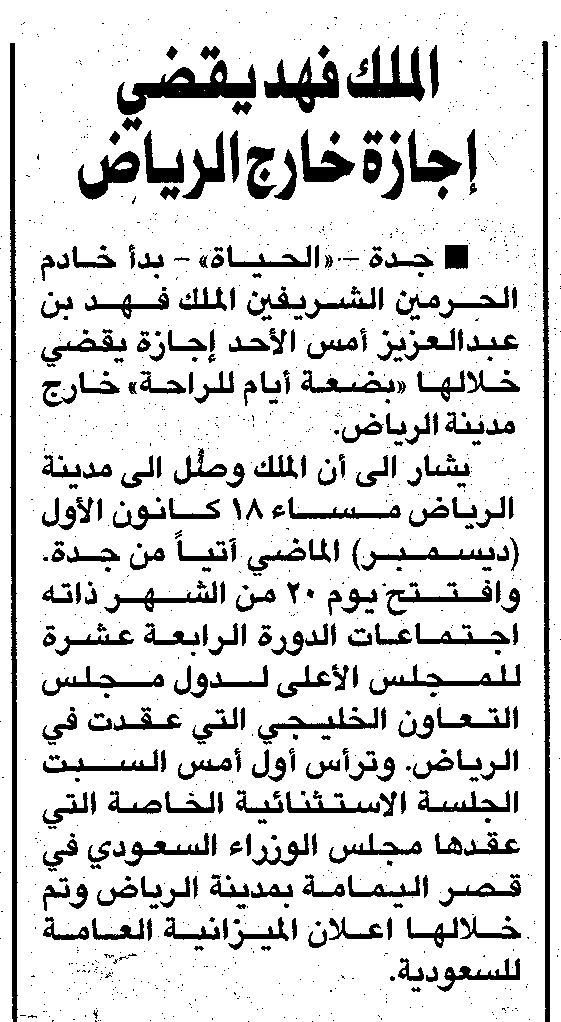 الملك فهد يقضي
إجازة خارج الرياض
■ جدة - «الحياة» - بدأ خادم
الحرمين الشريفين الملك فهد بن
عبدالعزيز أمس الأحد إجازة يقضي
خلالها «بضعة أيام للراحة» خارج
مدينة الرياض.
يشار الى أن الملك وصل الى مدينة
الرياض مساء ١٨ كانون الأول
(ديسمبر) الماضي أتياً من جدة.
وافتتح يوم ٢٠ من الشهر ذاته
اجتماعات الدورة الرابعة عشرة
للمجلس الأعلى لدول مجلس
التعاون الخليجي التي عقدت في
الرياض. وترأس أول أمس السبت
الجلسة الاستثنائية الخاصة التي
عقدها مجلس الوزراء السعودي في
قصر اليمامة بمدينة الرياض وتم
خلالها اعلان الميزانية العامة
للسعودية.